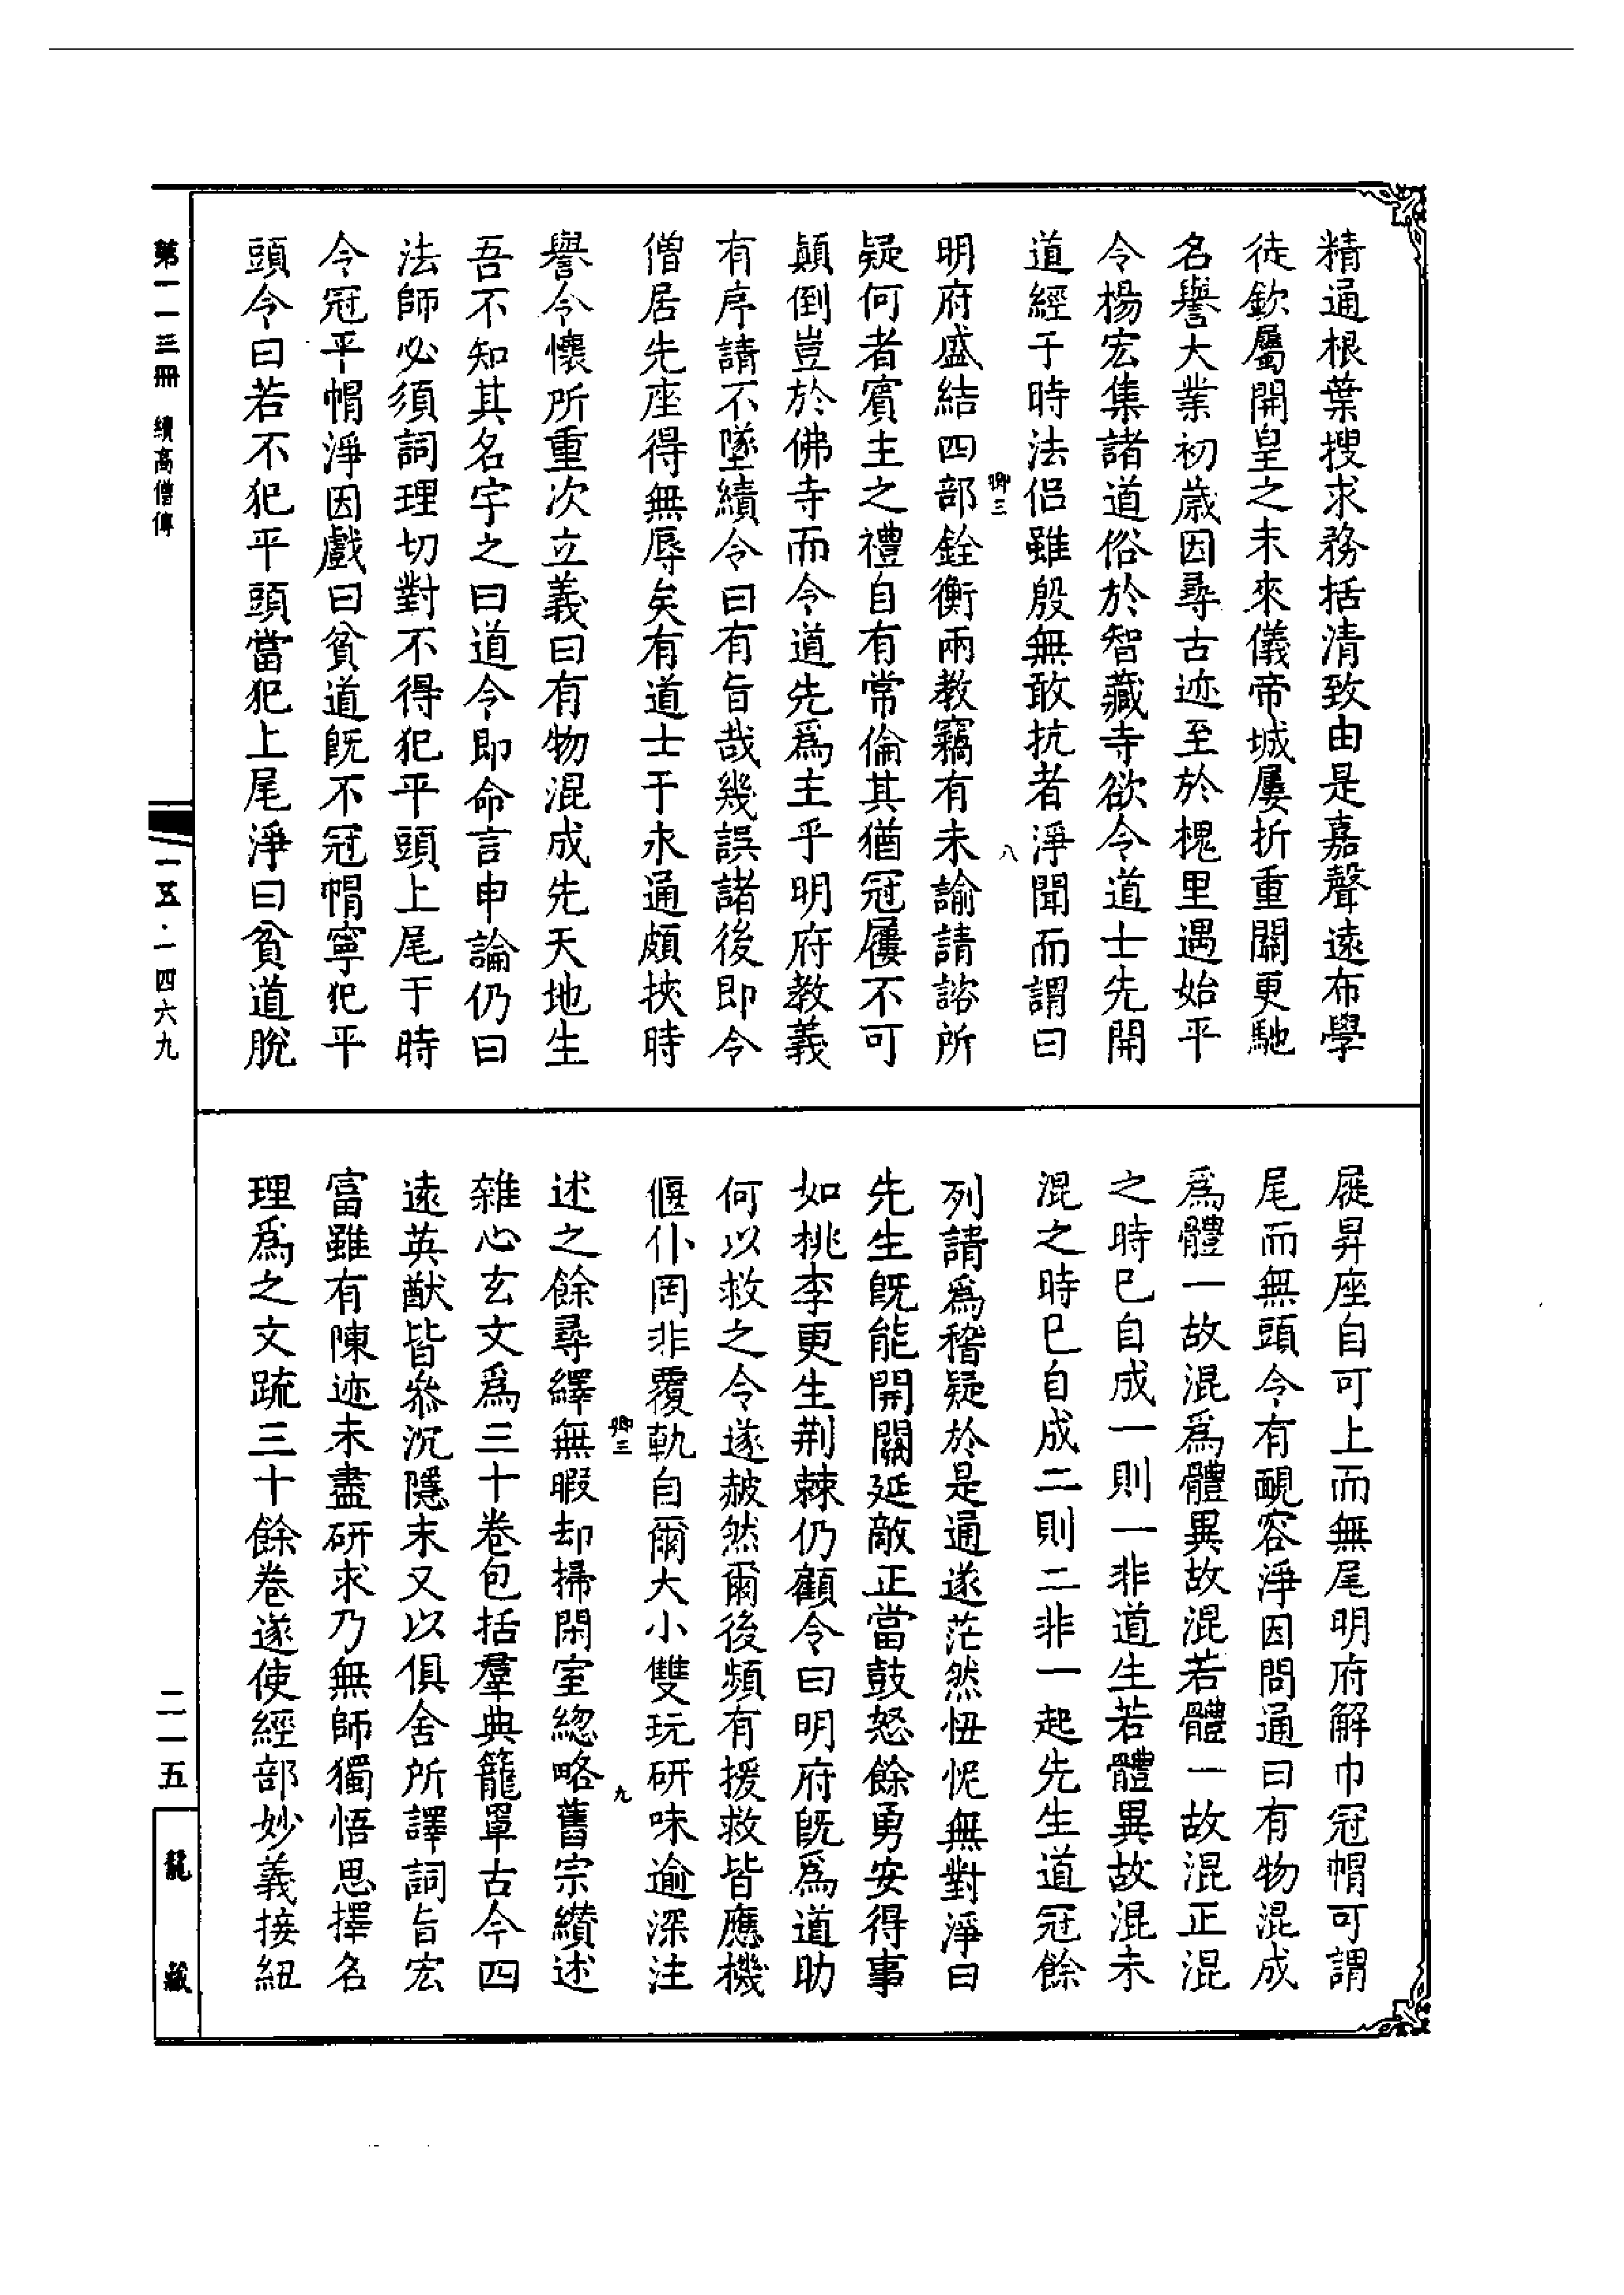 精通根葉搜求務括清致由是嘉聲遠布學
徒欽屬開皇之末來儀帝城屢折重關更馳
名譽大業初歲因尋古迹至於槐里遇始平
令楊宏集諸道俗於智藏寺欲令道士先開
道經于時法侶雖殷無敢抗者淨聞而謂曰
卿三
八
明府盛結四部銓衡兩教竊有未諭請諮所
疑何者賓主之禮自有常倫其猶冠屨不可
顛倒豈於佛寺而令道先爲主乎明府教義
有序請不墜績令曰有旨哉幾誤諸後即令
僧居先座得無辱矣有道士于永通頗挾時
譽令懷所重次立義曰有物混成先天地生
吾不知其名字之曰道令即命言申論仍曰
法師必須詞理切對不得犯平頭上尾于時
令冠平帽淨因戲曰貧道旣不冠帽寧犯平
頭令曰若不犯平頭當犯上尾淨曰貧道脫
屣昇座自可上而無尾明府解巾冠帽可謂
尾而無頭令有靦容淨因問通曰有物混成
爲體一故混爲體異故混若體一故混正混
之時已自成一則一非道生若體異故混未
混之時已自成二則二非一起先生道冠餘
列請爲稽疑於是通遂茫然忸怩無對淨曰
先生旣能開關延敵正當鼓怒餘勇安得事
如桃李更生荆棘仍顧令曰明府旣爲道助
何以救之令遂赧然爾後頻有援救皆應機
偃仆罔非覆軌自爾大小雙玩研味逾深注
卿三
九
述之餘尋繹無暇却掃閑室緫略舊宗纘述
雜心玄文爲三十卷包括羣典籠罩古今四
遠英猷皆叅沉隱末又以俱舍所譯詞旨宏
富雖有陳迹未盡研求乃無師獨悟思擇名
理爲之文疏三十餘卷遂使經部妙義接紐
第一一三冊 續高僧傳
一五·一四六九
二一五
龍藏